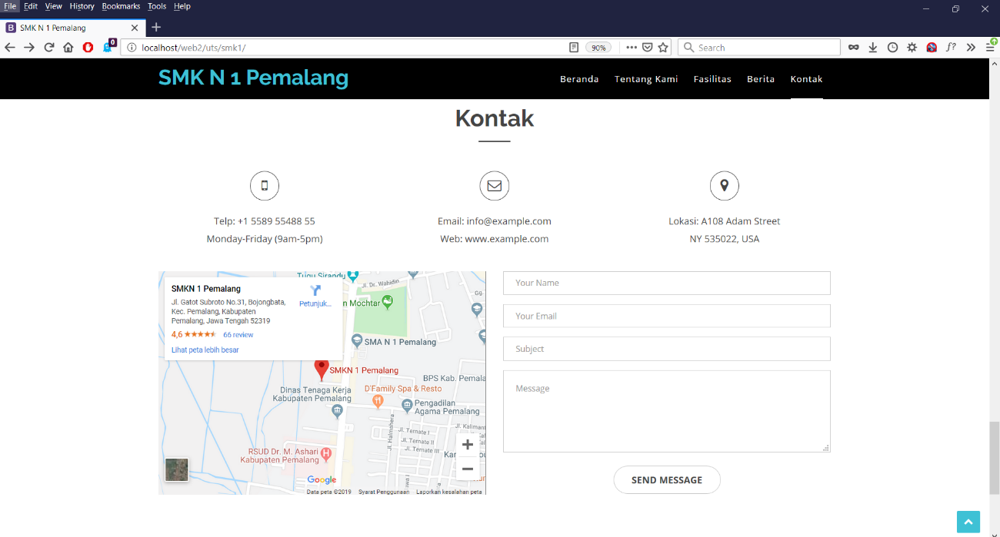 File Edit View History Bookmarks Tools Help
B SMK N 1 Pemalang
0
localhost/web2/uts/smk1/ 90% Search f?
SMK N 1 Pemalang
Beranda Tentang Kami Fasilitas Berita Kontak
Kontak
Telp: +1 5589 55488 55
Monday-Friday (9am-5pm)
Email: info@example.com
Web: www.example.com
Lokasi: A108 Adam Street
NY 535022, USA
SMKN 1 Pemalang
Jl. Gatot Subroto No.31, Bojongbata,
Kec. Pemalang, Kabupaten
Pemalang, Jawa Tengah 52319
4,6 66 review
Lihat peta lebih besar
Petunjuk...
Tugu Sirandu
Jl. Dr. Wahidin
Gg
n Mochtar
SMA N 1 Pemalang
SMKN 1 Pemalang
BPS Kab. Pemala
D'Family Spa & Resto
Dinas Tenaga Kerja
Kabupaten Pemalang
Pengadilan
Agama Pemalang
Jl. Halmahera
Jl. Kaliman
Jl. Ternate I
Jl. Ternate II
Jl. Ternate III
RSUD Dr. M. Ashari
Kabupaten Pemalang
Google
Data peta ©2019 Syarat Penggunaan Laporkan kesalahan peta
Your Name
Your Email
Subject
Message
SEND MESSAGE